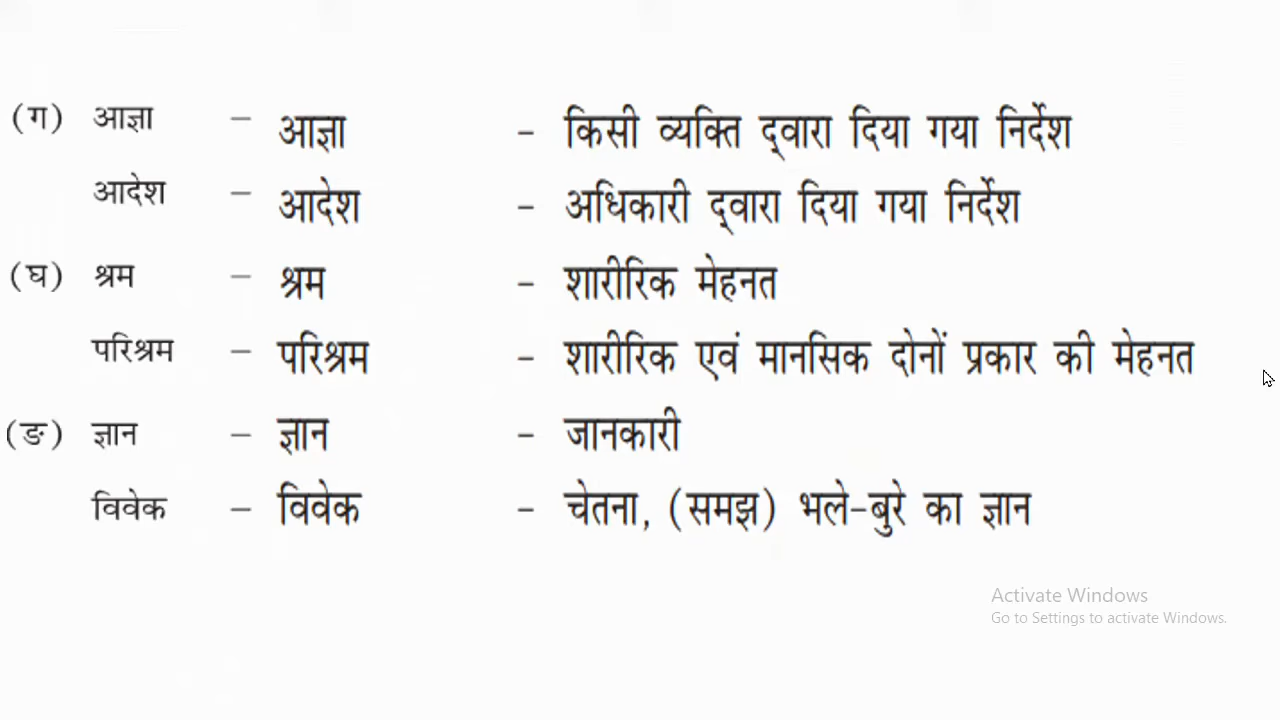 (ग) आज्ञा – आज्ञा – किसी व्यक्ति द्‌वारा दिया गया निर्देश
आदेश – आदेश – अधिकारी द्‌वारा दिया गया निर्देश
(घ) श्रम – श्रम – शारीरिक मेहनत
परिश्रम – परिश्रम – शारीरिक एवं मानसिक दोनों प्रकार की मेहनत
(ङ) ज्ञान – ज्ञान – जानकारी
विवेक – विवेक – चेतना, (समझ) भले-बुरे का ज्ञान
Activate Windows
Go to Settings to activate Windows.